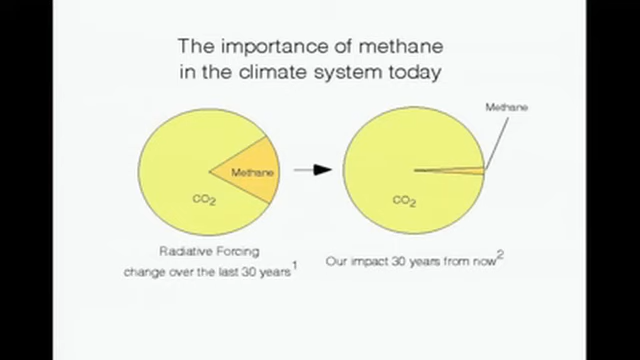 The importance of methane
in the climate system today
Methane
CO2
Radiative Forcing
change over the last 30 years1
Methane
CO2
Our impact 30 years from now2